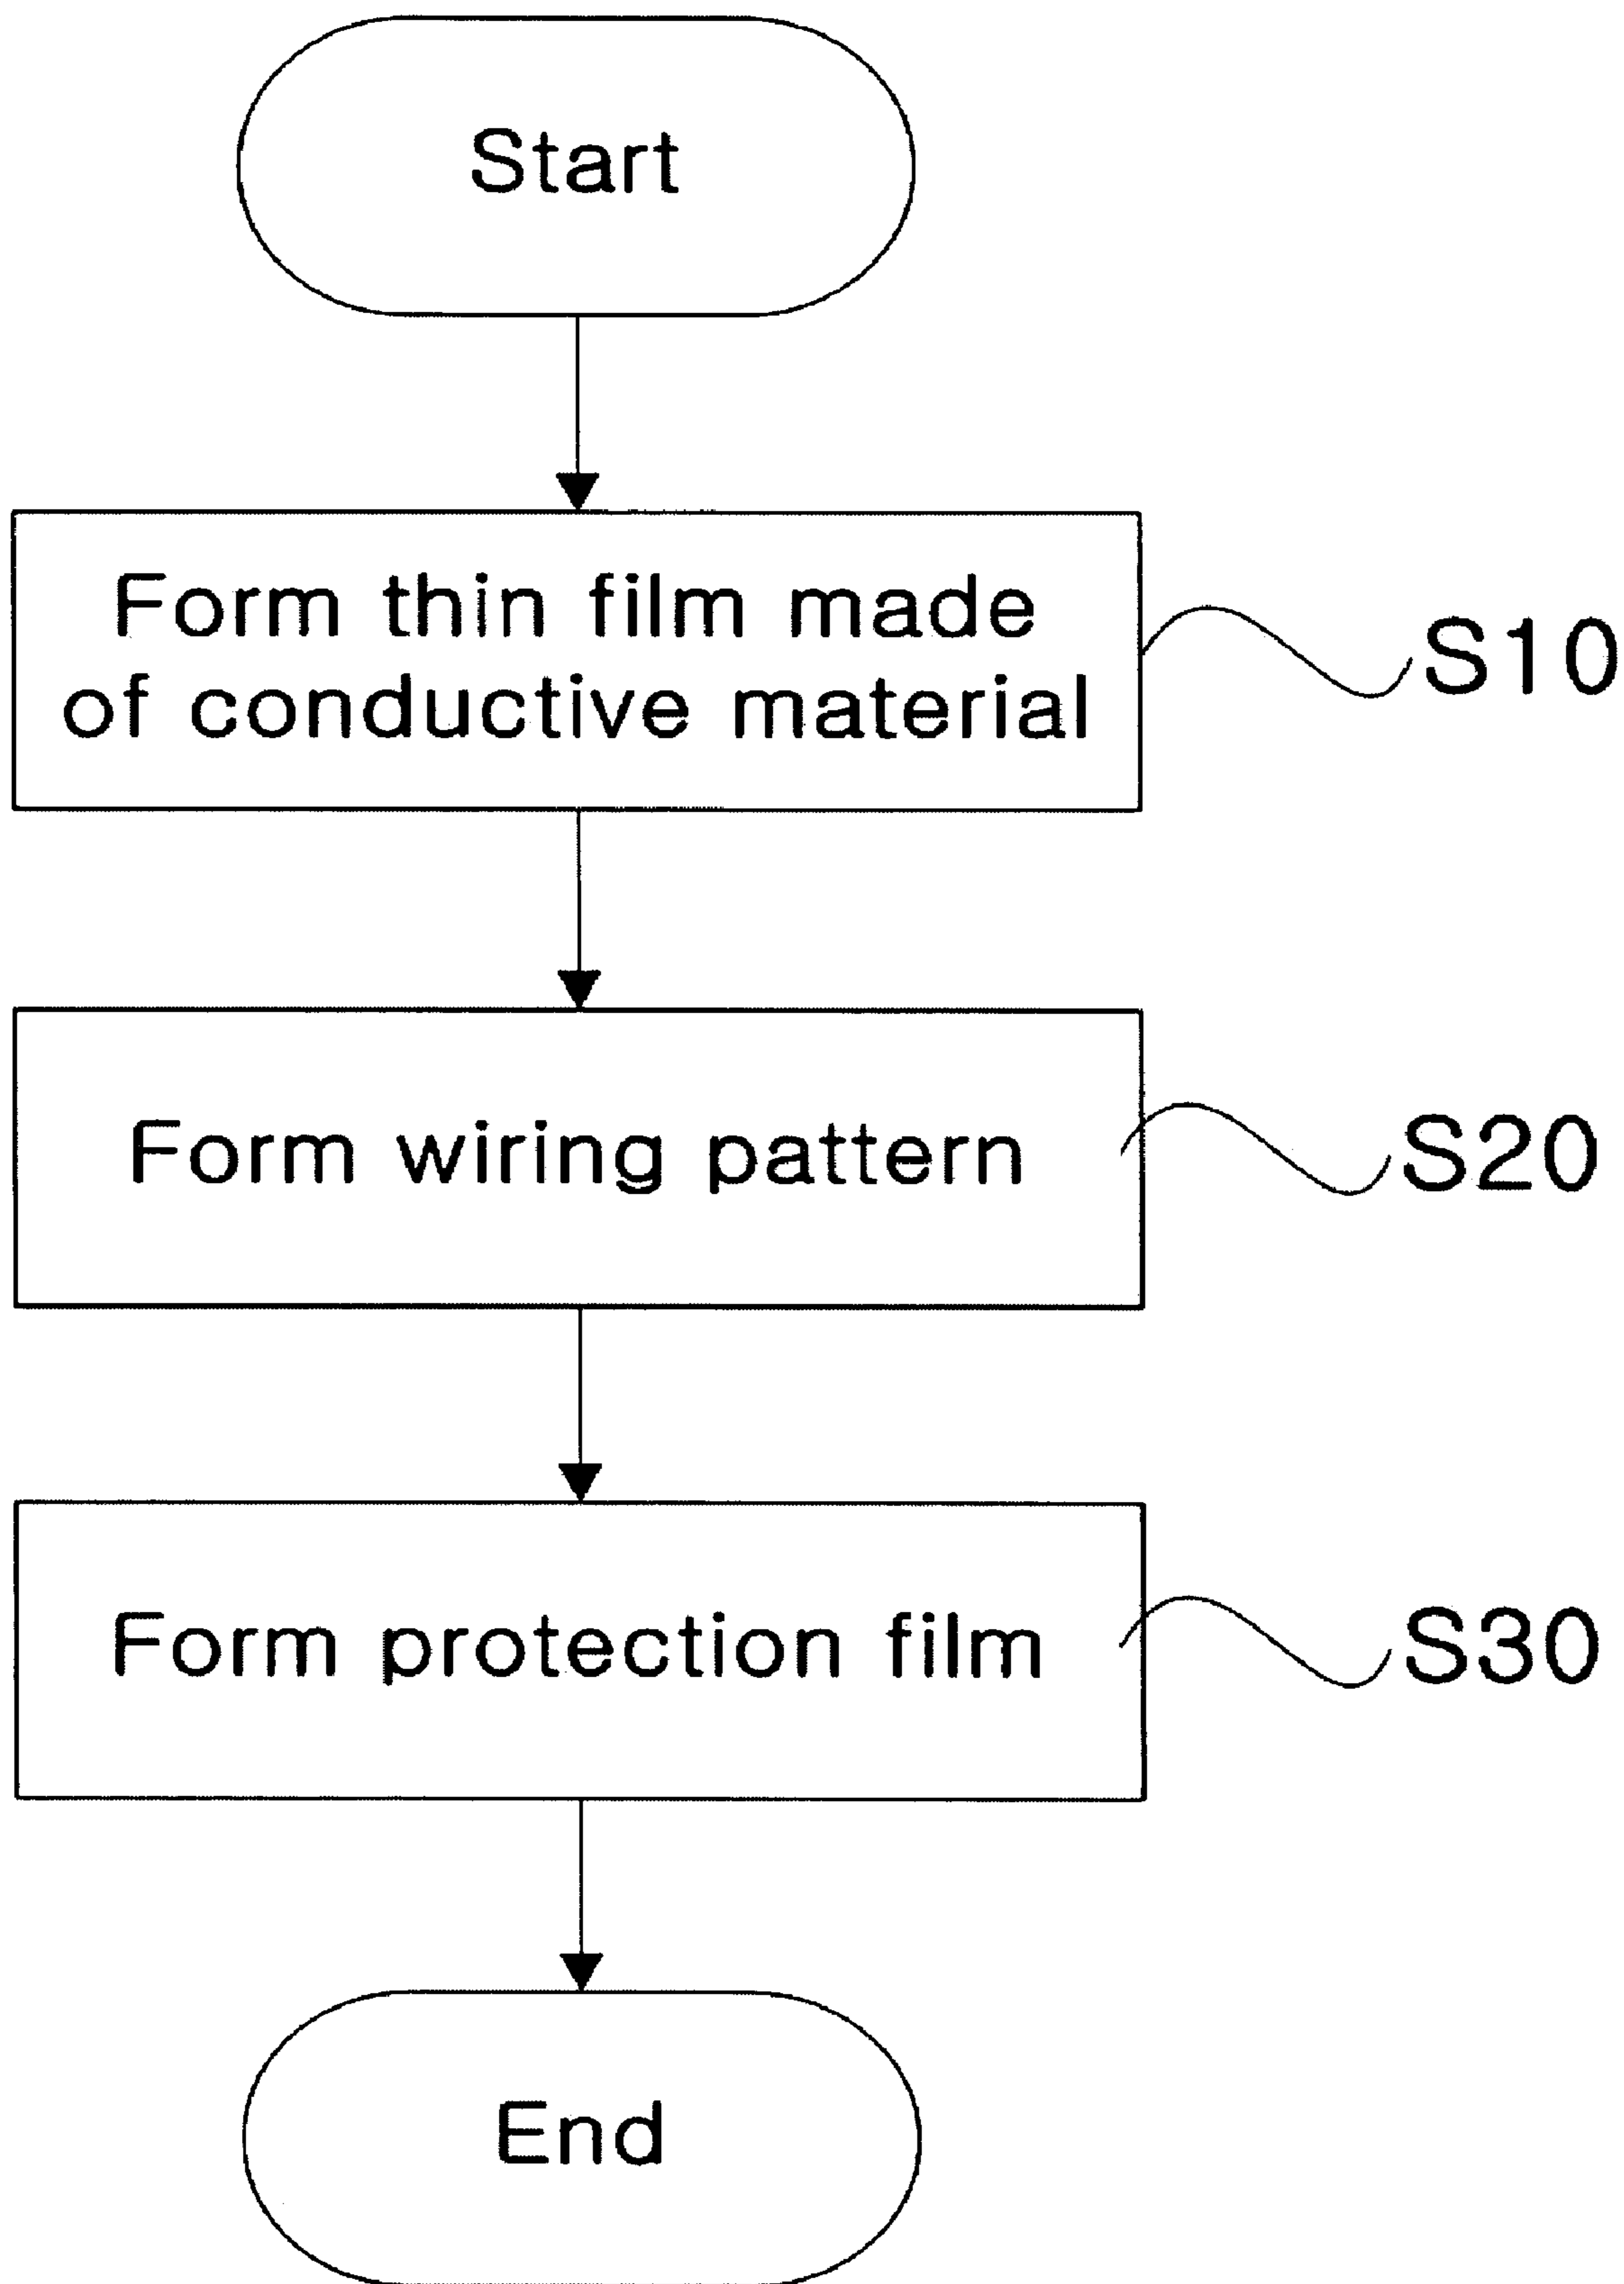 Start
Form thin film made
of conductive material
S10
Form wiring pattern
S20
Form protection film
S30
End